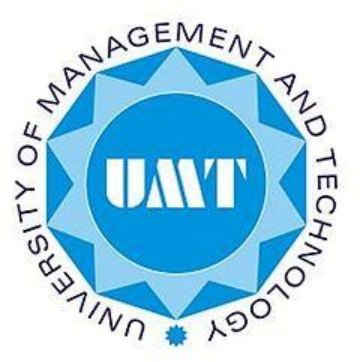 UNIVERSITY OF MANAGEMENT AND TECHNOLOGY
UMT